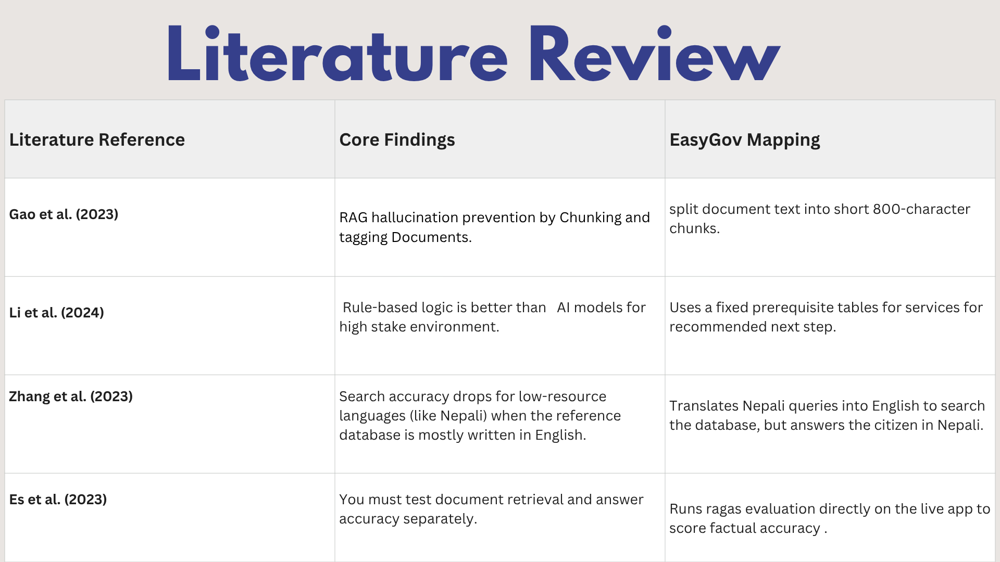 Literature Review
Literature Reference
Core Findings
EasyGov Mapping
Gao et al. (2023)
RAG hallucination prevention by Chunking and
tagging Documents.
split document text into short 800-character
chunks.
Li et al. (2024)
Rule-based logic is better than   AI models for
high stake environment.
Uses a fixed prerequisite tables for services for
recommended next step.
Zhang et al. (2023)
Search accuracy drops for low-resource
languages (like Nepali) when the reference
database is mostly written in English.
Translates Nepali queries into English to search
the database, but answers the citizen in Nepali.
Es et al. (2023)
You must test document retrieval and answer
accuracy separately.
Runs ragas evaluation directly on the live app to
score factual accuracy .